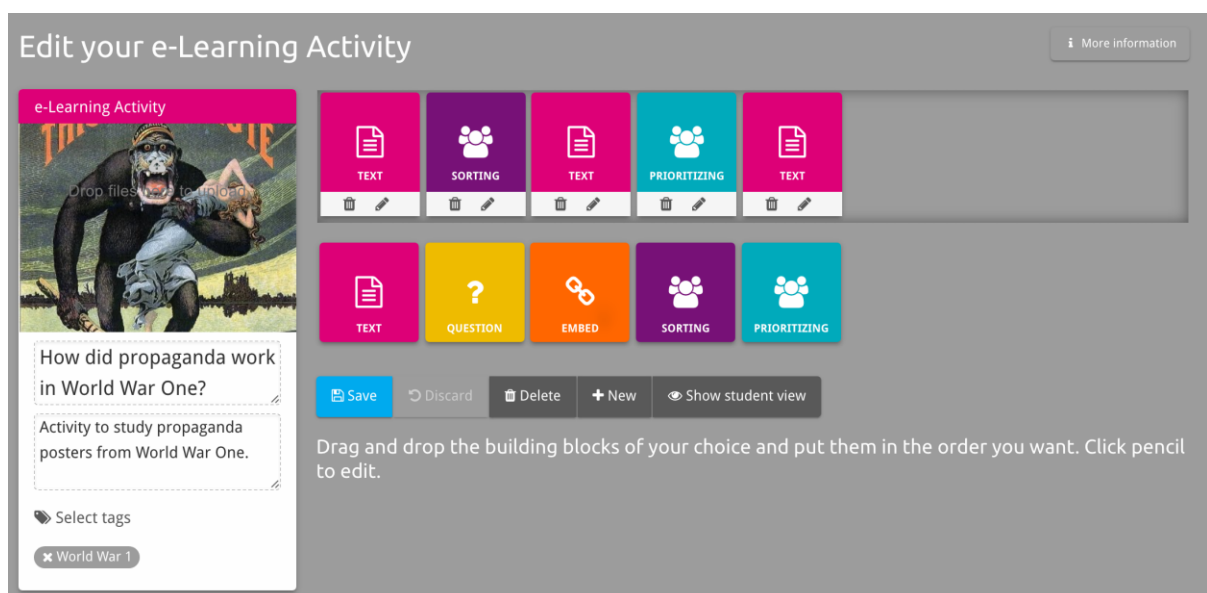 Edit your e-Learning Activity
More information
e-Learning Activity
Drop files here to upload
How did propaganda work
in World War One?
Activity to study propaganda
posters from World War One.
Select tags
World War 1
TEXT
SORTING
TEXT
PRIORITIZING
TEXT
TEXT
QUESTION
EMBED
SORTING
PRIORITIZING
Save
Discard
Delete
New
Show student view
Drag and drop the building blocks of your choice and put them in the order you want. Click pencil
to edit.